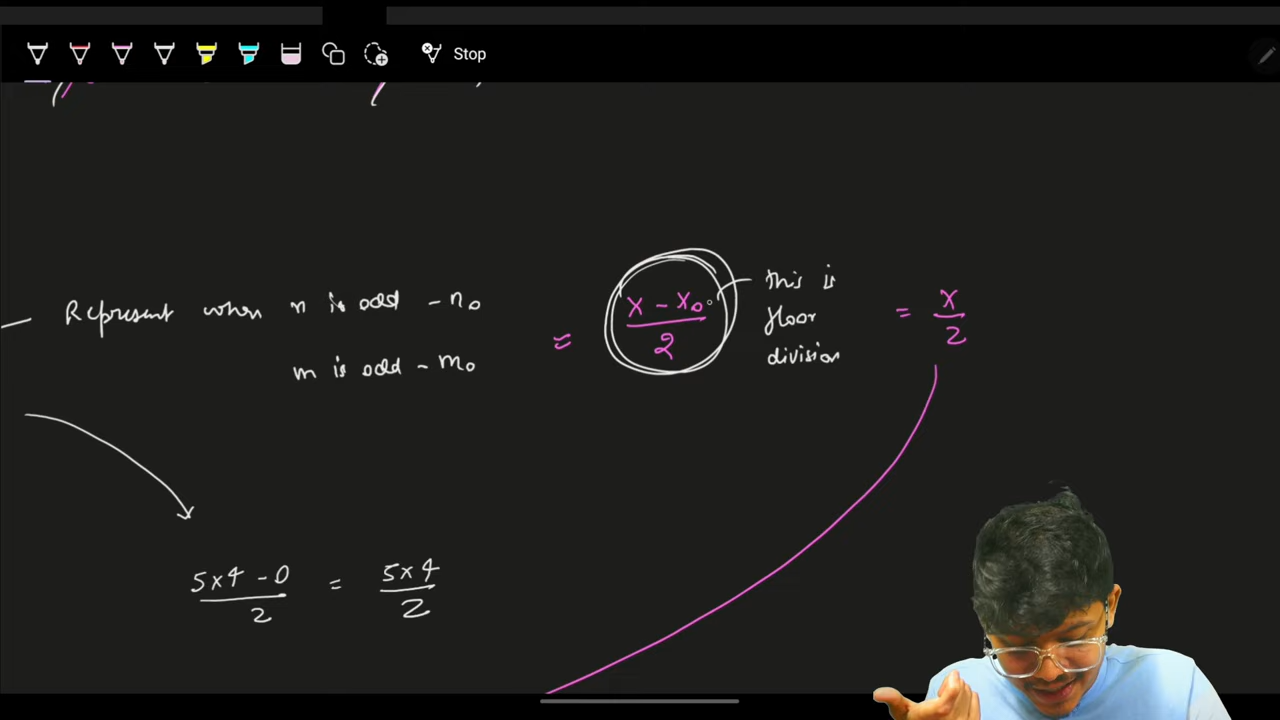 Stop
Represent when n is odd - n₀
m is odd - m₀
≈ (x - x₀)/2
this is
floor
division
= x/2
(5x4 - 0)/2 = (5x4)/2